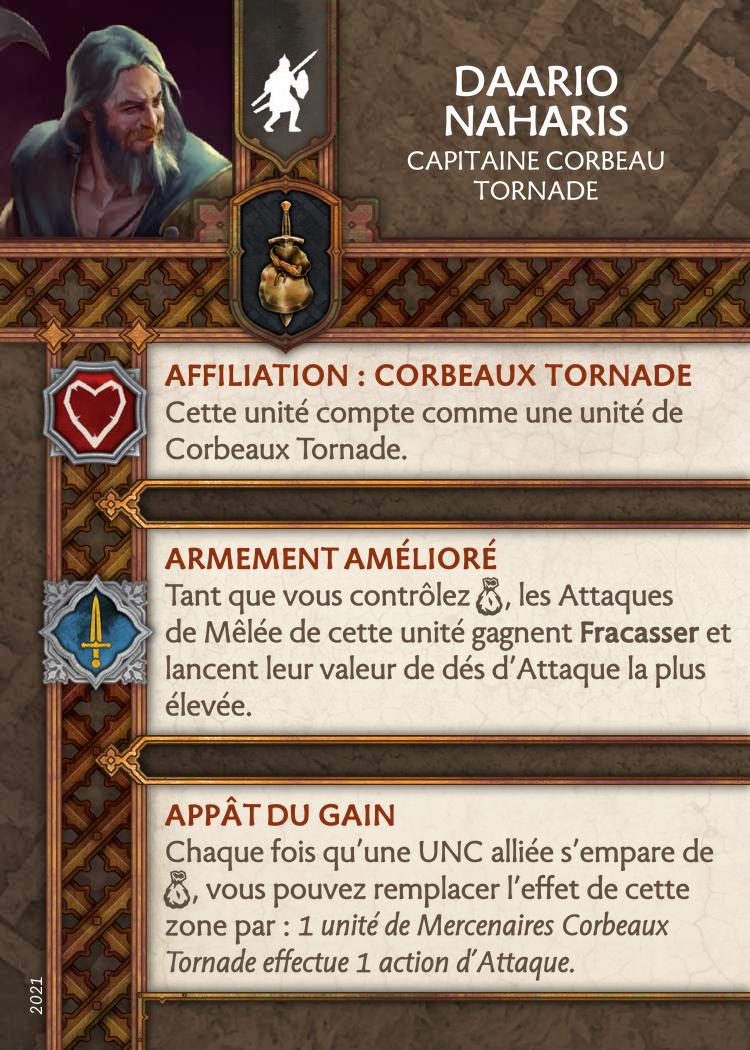 DAARIO
NAHARIS
CAPITAINE CORBEAU
TORNADE
AFFILIATION : CORBEAUX TORNADE
Cette unité compte comme une unité de
Corbeaux Tornade.
ARMEMENT AMÉLIORÉ
Tant que vous contrôlez , les Attaques
de Mêlée de cette unité gagnent Fracasser et
lancent leur valeur de dés d’Attaque la plus
élevée.
APPÂT DU GAIN
Chaque fois qu’une UNC alliée s’empare de
, vous pouvez remplacer l’effet de cette
zone par : 1 unité de Mercenaires Corbeaux
Tornade effectue 1 action d’Attaque.
2021